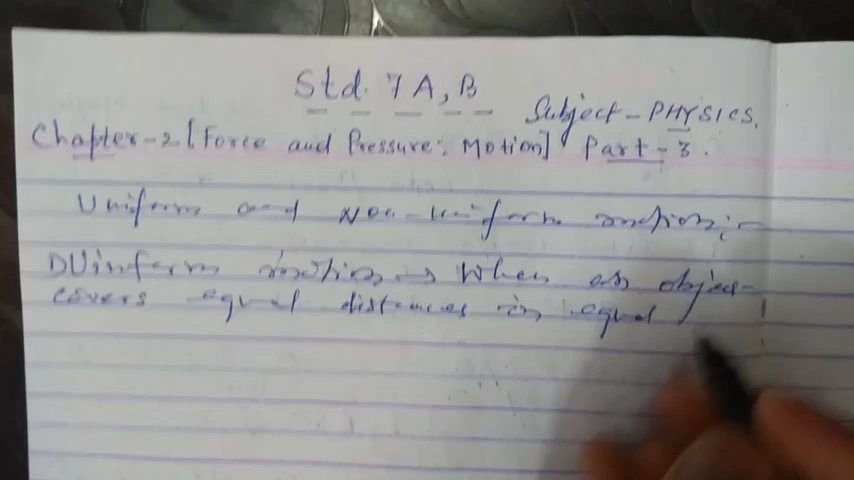 Std. 7 A, B
Subject - PHYSICS.
Chapter - 2. [Force and Pressure: Motion] Part - 3.
Uniform and Non-uniform motion:-
1) Uniform motion → When an object
covers equal distances in equal